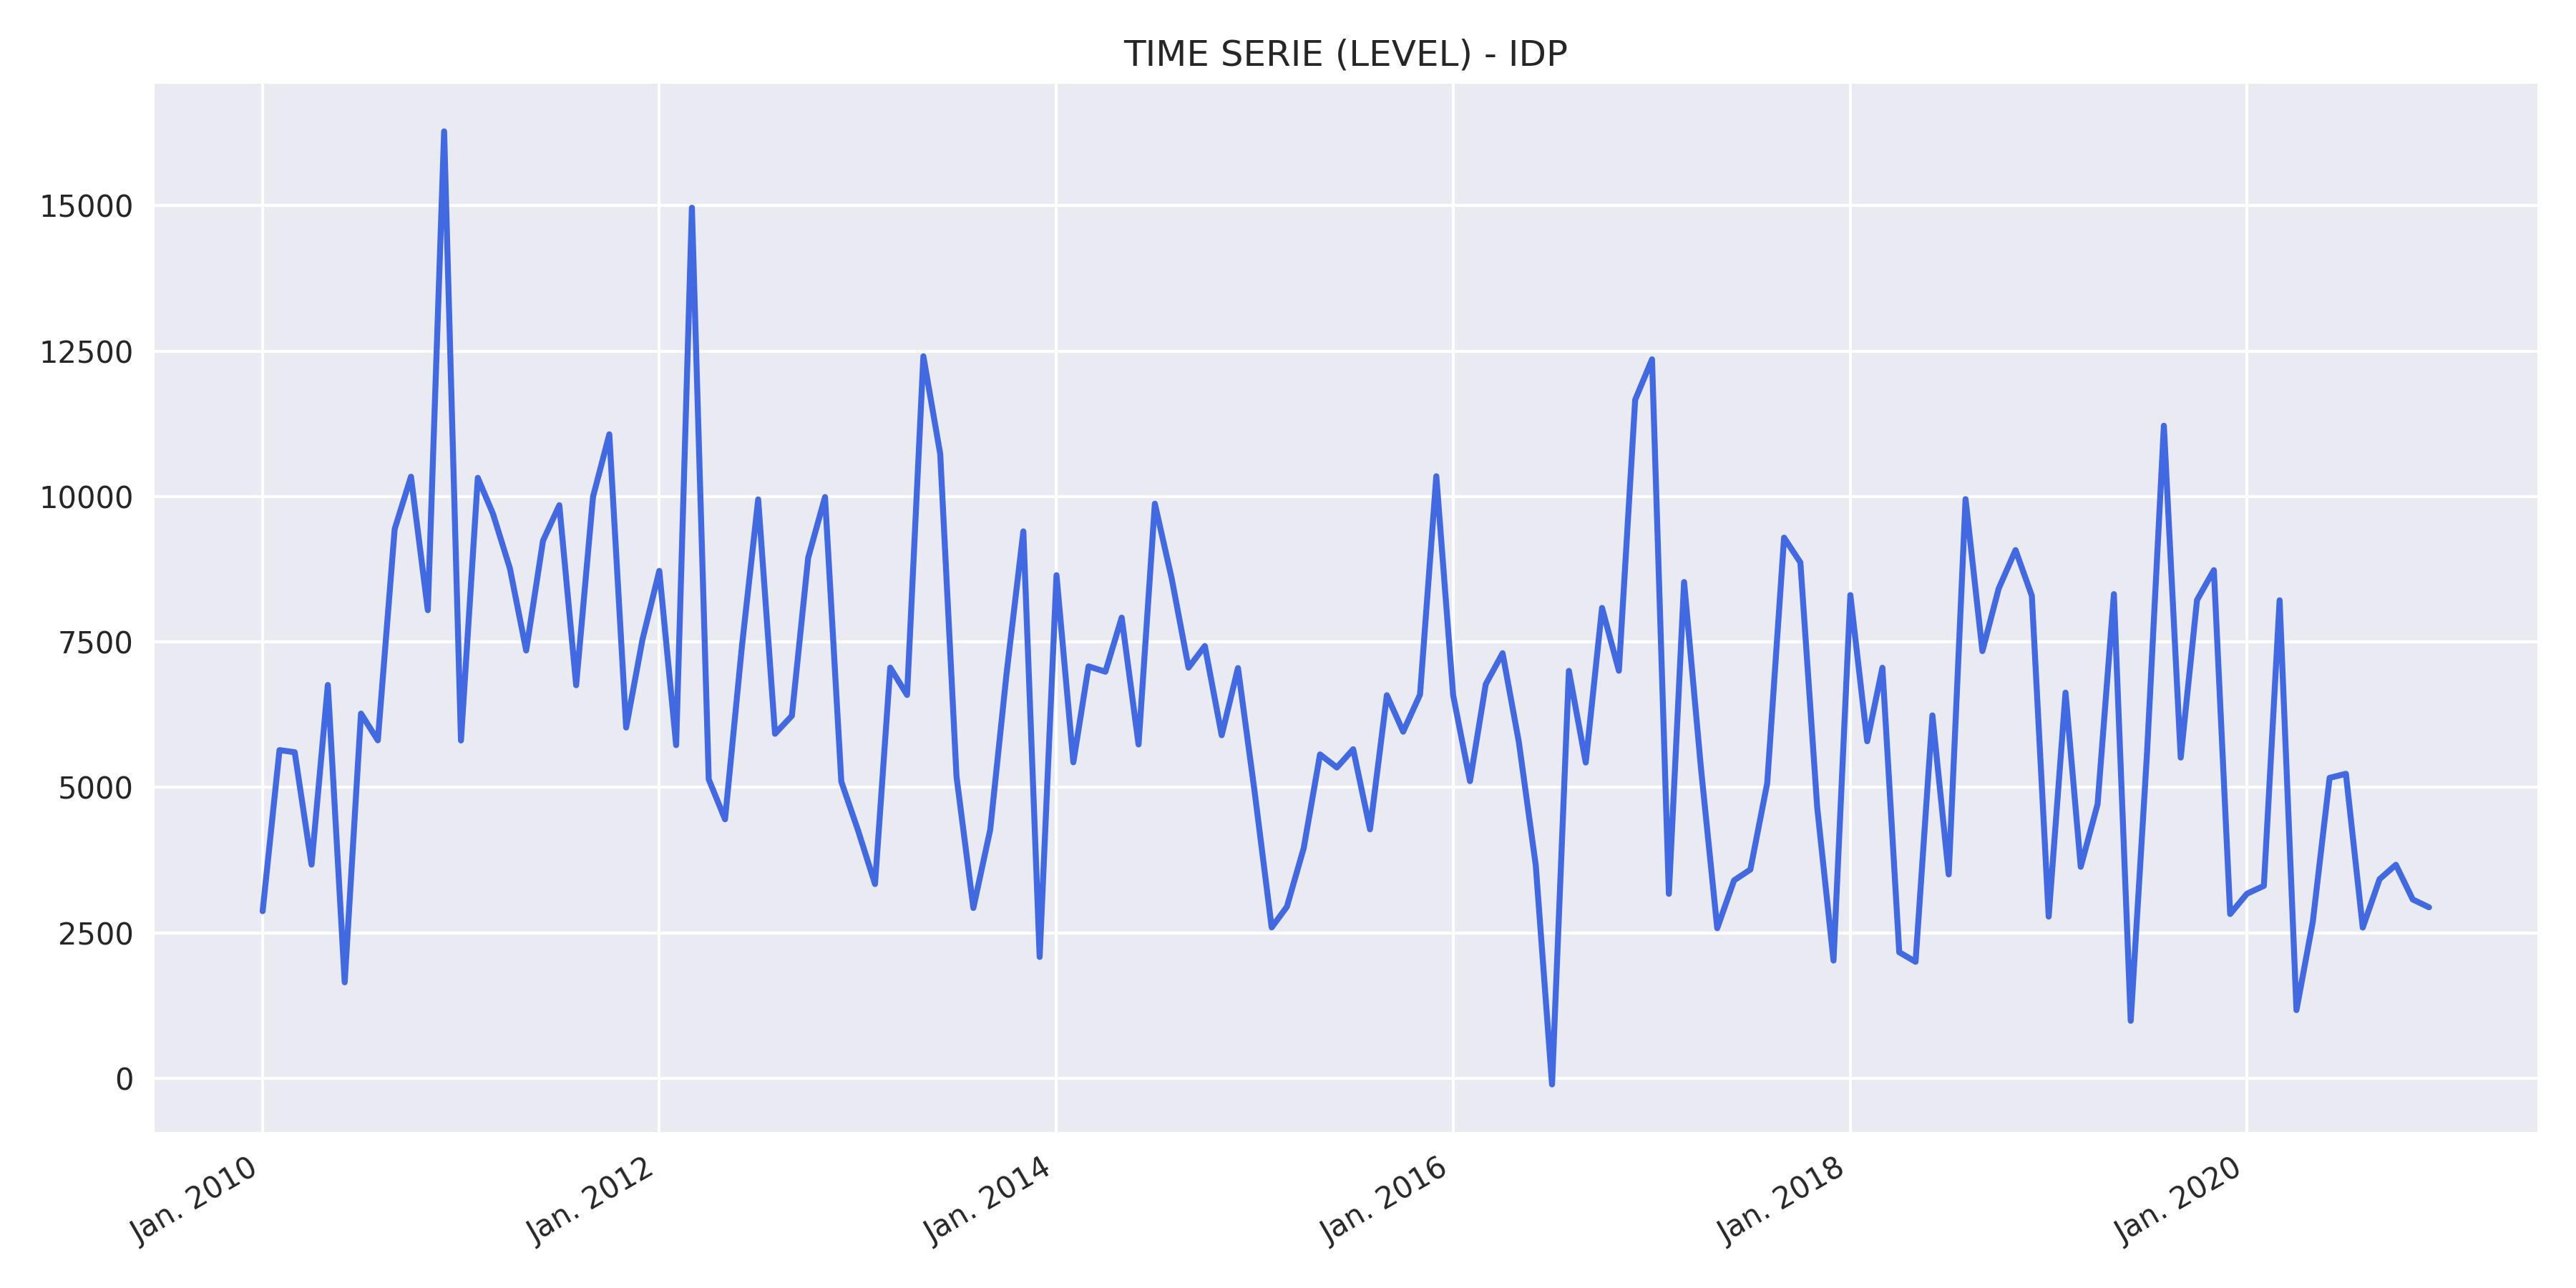 TIME SERIE (LEVEL) - IDP
15000
12500
10000
7500
5000
2500
0
Jan. 2010
Jan. 2012
Jan. 2014
Jan. 2016
Jan. 2018
Jan. 2020